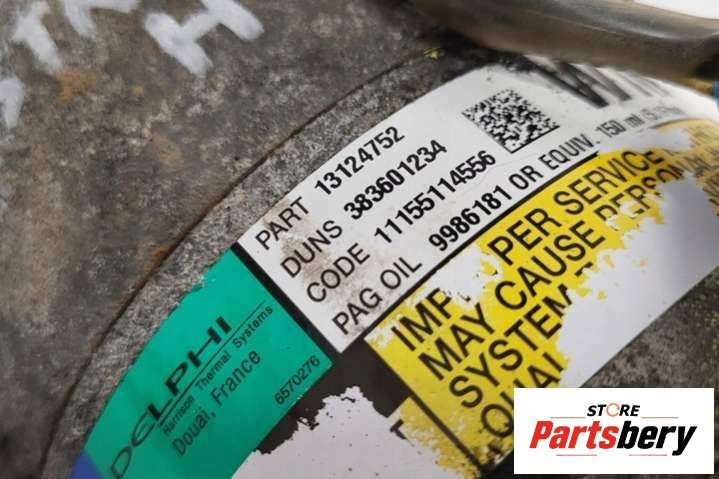 H
PART 13124752
DUNS 383601234
CODE 11155114556
PAG OIL 9986181 OR EQUIV. 150 ml
PER SERVICE
MAY CAUSE PERSONAL
SYSTEM
DELPHI
Harrison Thermal Systems
Douai, France
6570276
STORE
Partsbery